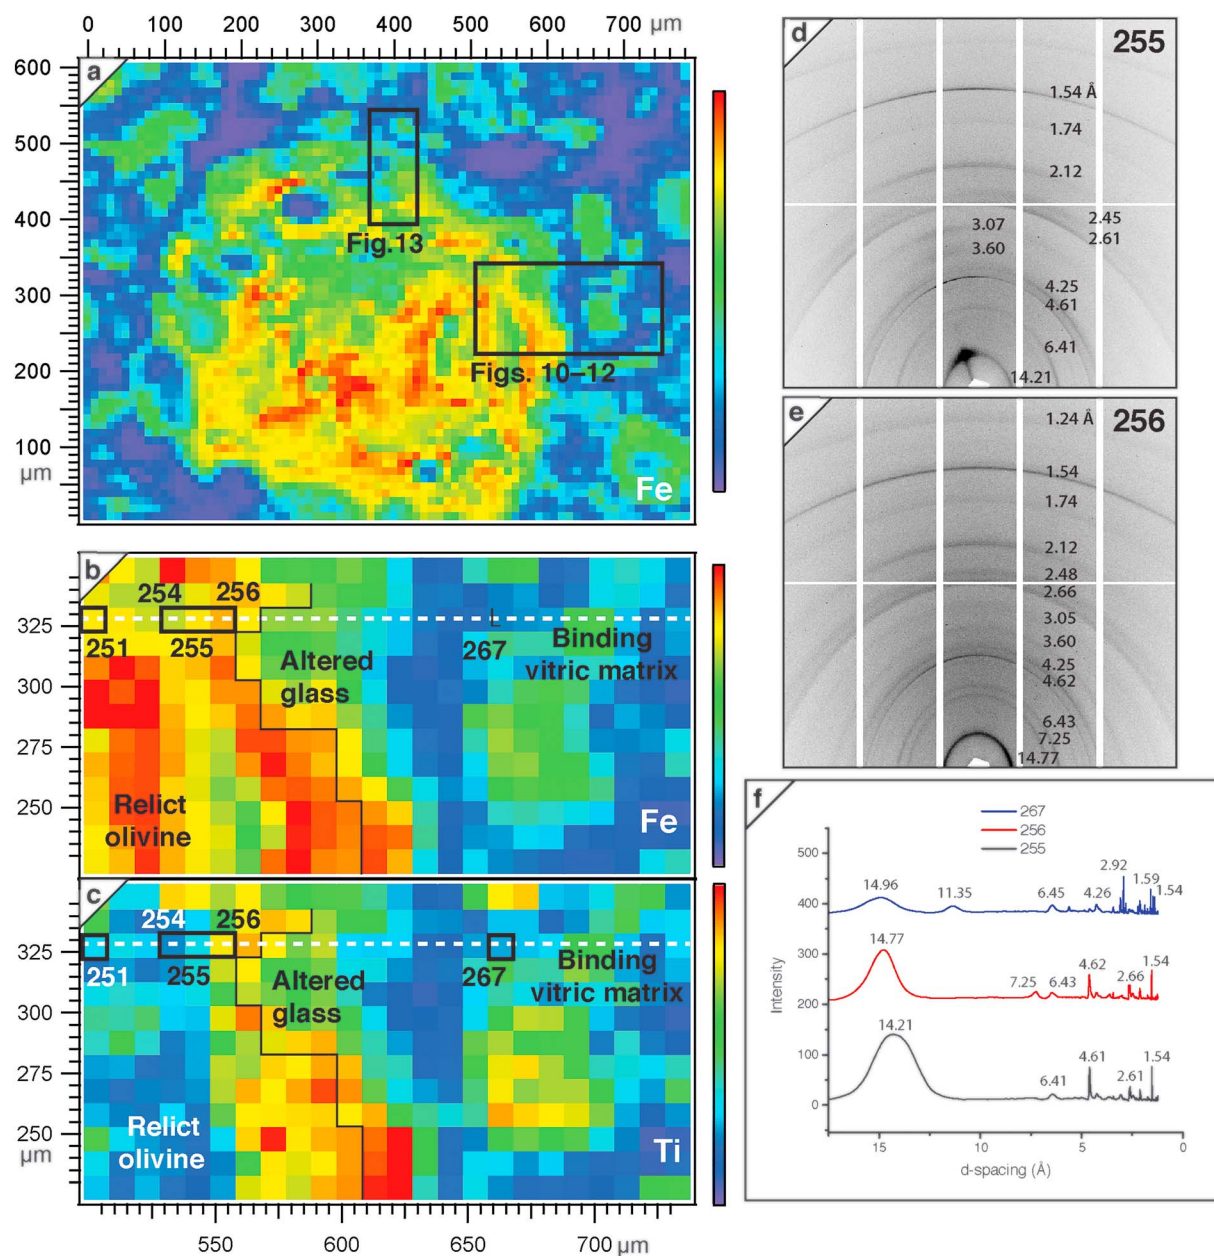 0 100 200 300 400 500 600 700 µm
a
600
500
400
300
200
100
µm
Fig.13
Figs. 10–12
Fe
b
325
300
275
250
254 256
251 255
267
Altered
glass
Binding
vitric matrix
Relict
olivine
Fe
c
325
300
275
250
µm
254 256
251 255
267
Altered
glass
Binding
vitric matrix
Relict
olivine
Ti
550 600 650 700 µm
d
255
1.54 Å
1.74
2.12
2.45
2.61
3.07
3.60
4.25
4.61
6.41
14.21
e
256
1.24 Å
1.54
1.74
2.12
2.48
2.66
3.05
3.60
4.25
4.62
6.43
7.25
14.77
f
267
256
255
500
400
300
200
100
0
Intensity
14.96 11.35 6.45 4.26 2.92 1.59 1.54
14.77 7.25 6.43 4.62 2.66 1.54
14.21 6.41 4.61 2.61 1.54
15 10 5 0
d-spacing (Å)